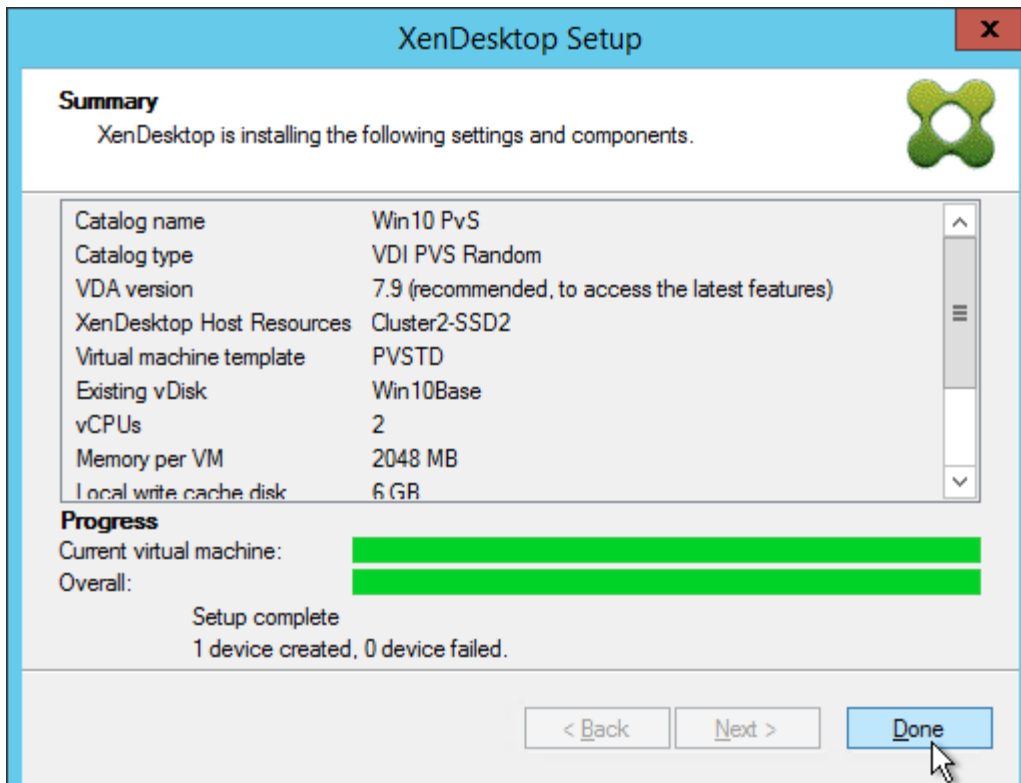 XenDesktop Setup
x
Summary
XenDesktop is installing the following settings and components.
Catalog name Win10 PvS
Catalog type VDI PVS Random
VDA version 7.9 (recommended, to access the latest features)
XenDesktop Host Resources Cluster2-SSD2
Virtual machine template PVSTD
Existing vDisk Win10Base
vCPUs 2
Memory per VM 2048 MB
Local write cache disk 6 GB
Progress
Current virtual machine:
Overall:
Setup complete
1 device created, 0 device failed.
< Back Next > Done